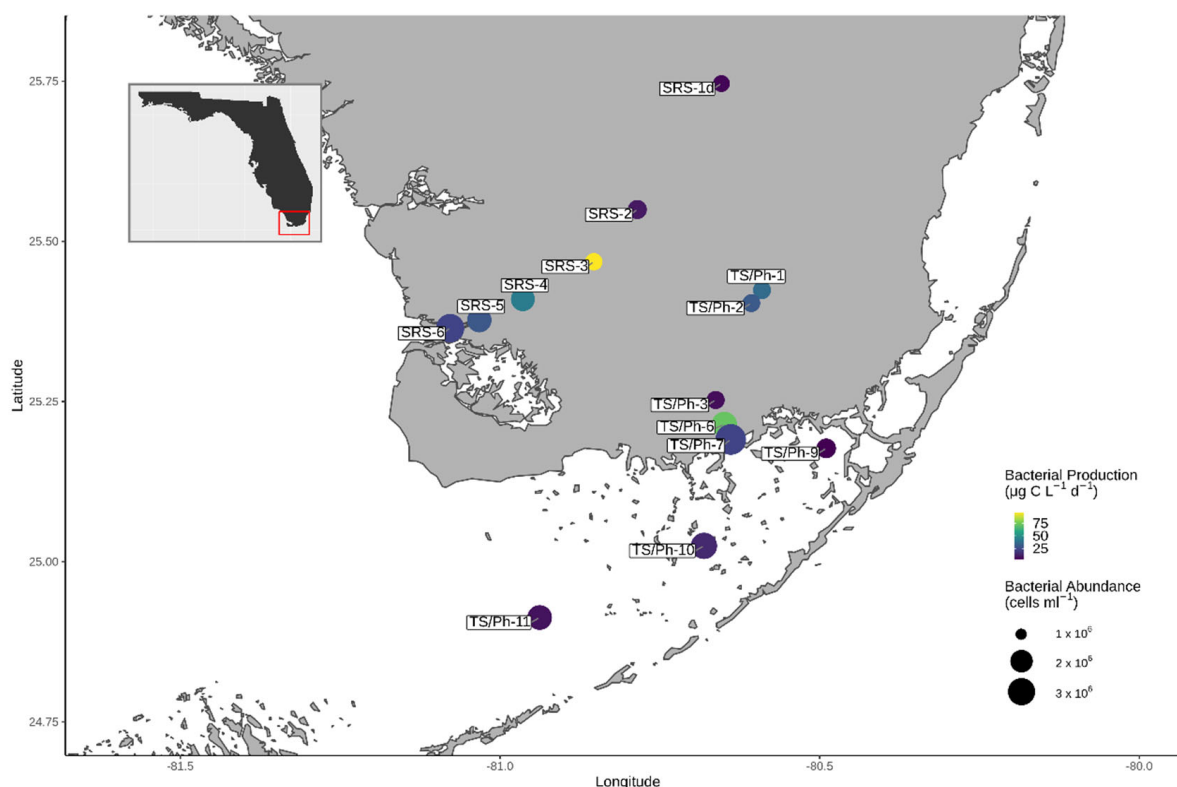 25.75
25.50
25.25
25.00
24.75
Latitude
SRS-1d
SRS-2
SRS-3
SRS-4
SRS-5
SRS-6
TS/Ph-1
TS/Ph-2
TS/Ph-3
TS/Ph-6
TS/Ph-7
TS/Ph-9
TS/Ph-10
TS/Ph-11
Bacterial Production
(µg C L⁻¹ d⁻¹)
75
50
25
Bacterial Abundance
(cells ml⁻¹)
1 x 10⁶
2 x 10⁶
3 x 10⁶
-81.5 -81.0 -80.5 -80.0
Longitude